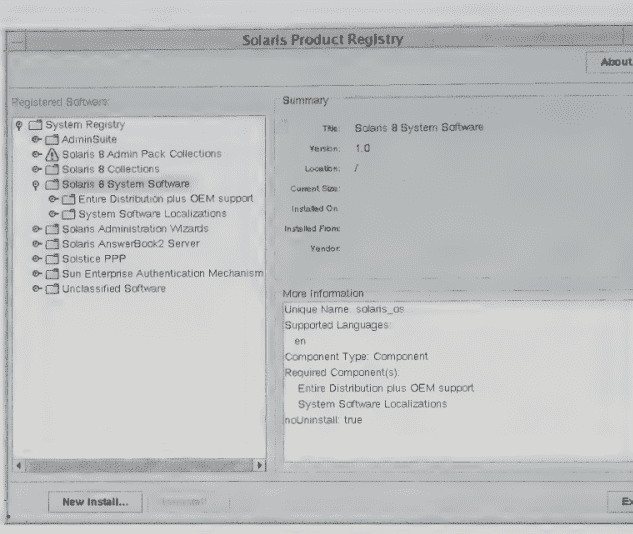 Solaris Product Registry
About
Registered Software:
System Registry
AdminSuite
Solaris 8 Admin Pack Collections
Solaris 8 Collections
Solaris 8 System Software
Entire Distribution plus OEM support
System Software Localizations
Solaris Administration Wizards
Solaris AnswerBook2 Server
Solstice PPP
Sun Enterprise Authentication Mechanism
Unclassified Software
Summary
Title: Solaris 8 System Software
Version: 1.0
Location: /
Current Size:
Installed On:
Installed From:
Vendor:
More Information
Unique Name: solaris_os
Supported Languages:
en
Component Type: Component
Required Component(s):
Entire Distribution plus OEM support
System Software Localizations
noUninstall: true
New Install...
Uninstall
Ex